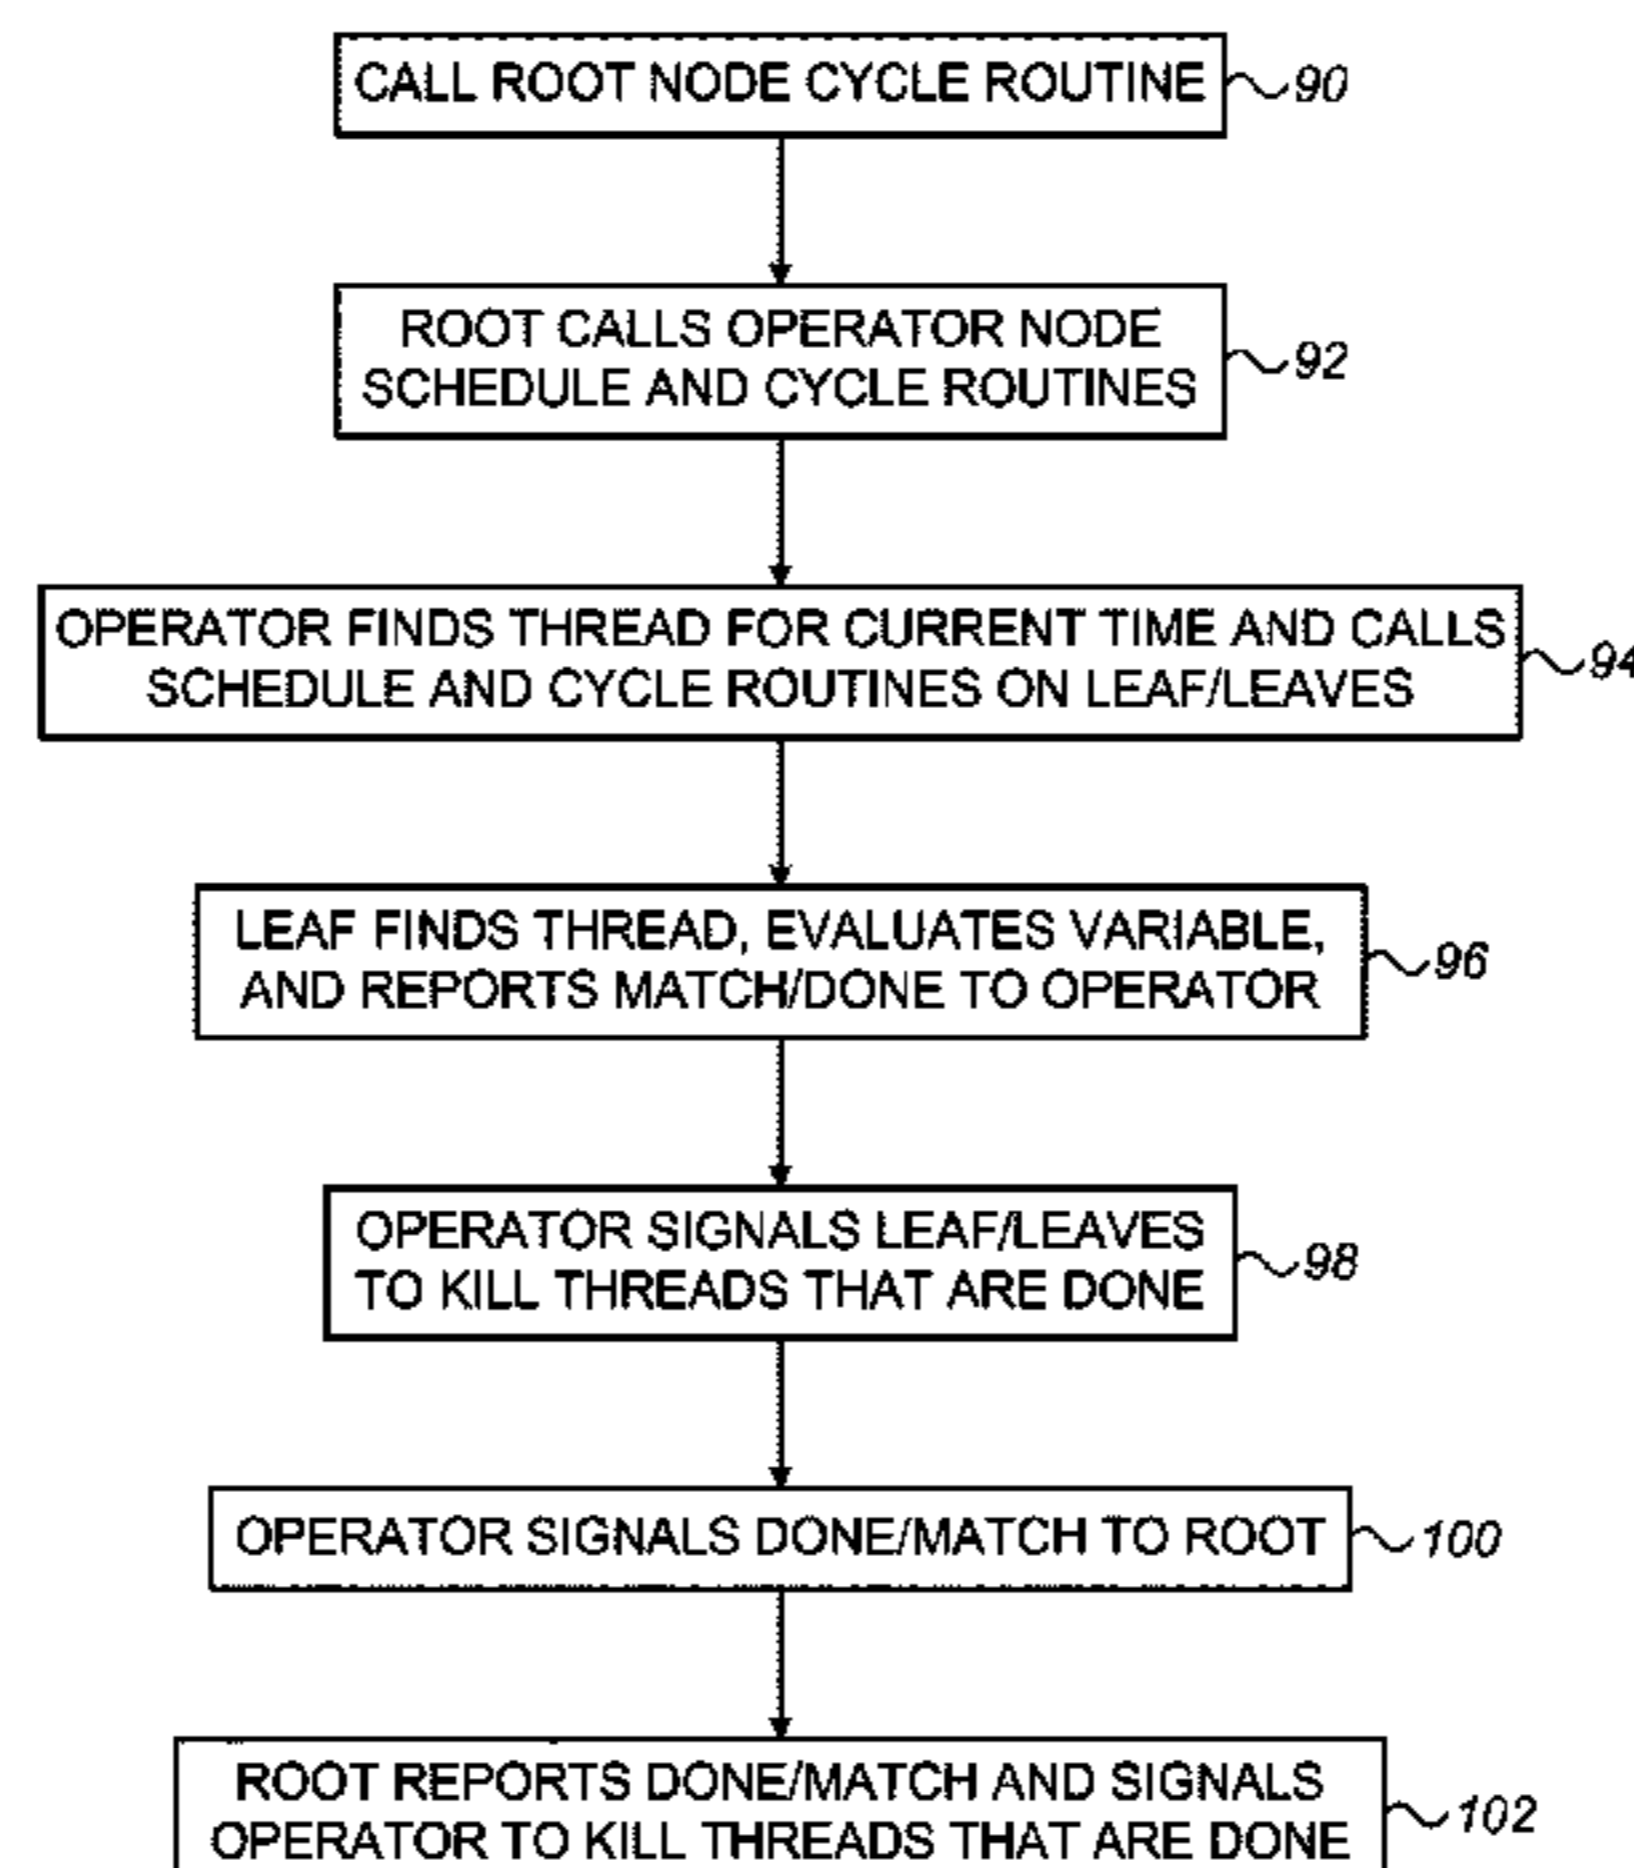 CALL ROOT NODE CYCLE ROUTINE 90
ROOT CALLS OPERATOR NODE
SCHEDULE AND CYCLE ROUTINES 92
OPERATOR FINDS THREAD FOR CURRENT TIME AND CALLS
SCHEDULE AND CYCLE ROUTINES ON LEAF/LEAVES 94
LEAF FINDS THREAD, EVALUATES VARIABLE,
AND REPORTS MATCH/DONE TO OPERATOR 96
OPERATOR SIGNALS LEAF/LEAVES
TO KILL THREADS THAT ARE DONE 98
OPERATOR SIGNALS DONE/MATCH TO ROOT 100
ROOT REPORTS DONE/MATCH AND SIGNALS
OPERATOR TO KILL THREADS THAT ARE DONE 102